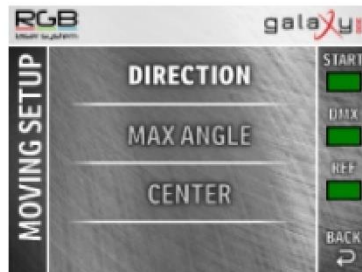 RGB
laser system
galaxy
MOVING SETUP
DIRECTION
MAX ANGLE
CENTER
START
DMX
REF
BACK